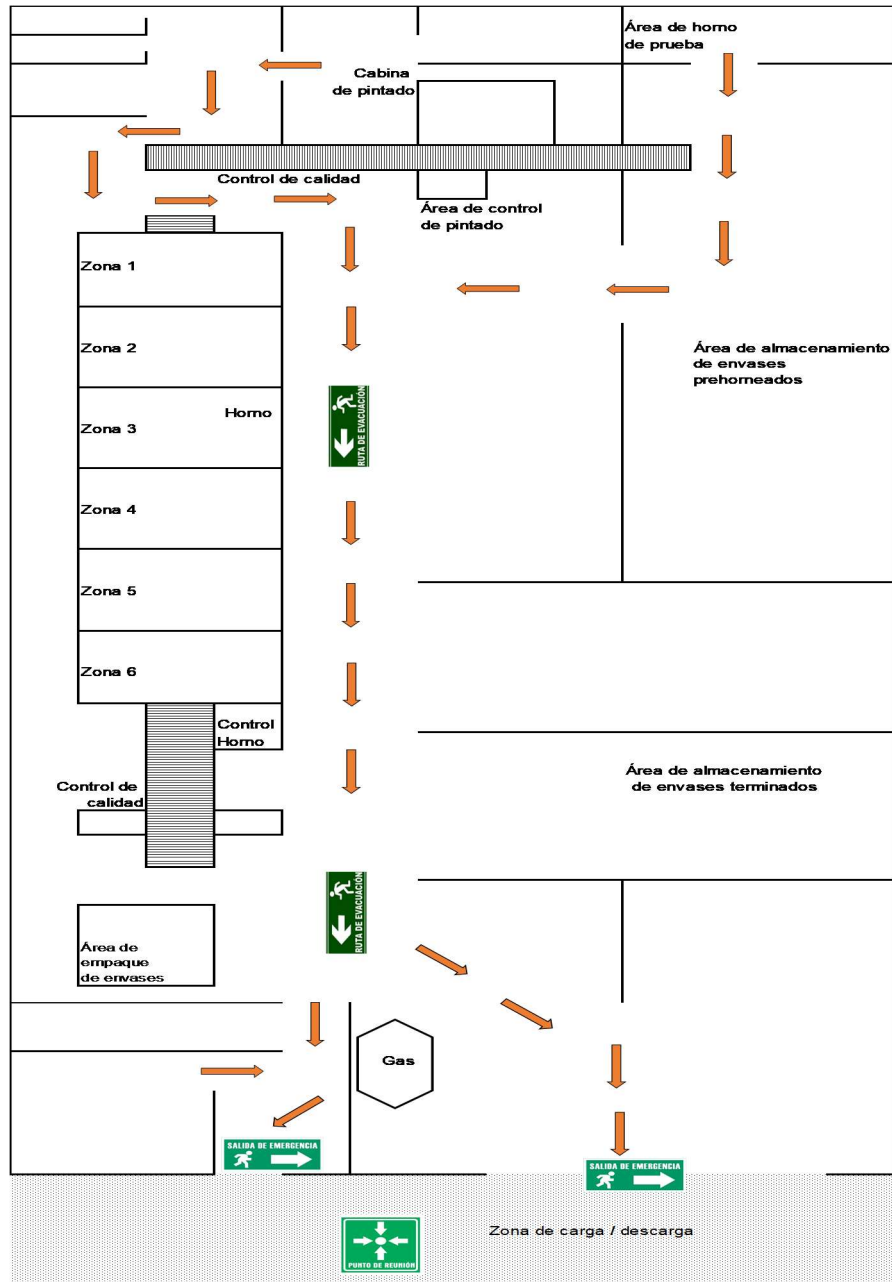 Área de horno
de prueba
Cabina
de pintado
Control de calidad
Área de control
de pintado
Zona 1
Zona 2
Área de almacenamiento
de envases
prehorneados
Horno
Zona 3
RUTA DE EVACUACIÓN
Zona 4
Zona 5
Zona 6
Control
Horno
Área de almacenamiento
de envases terminados
Control de
calidad
RUTA DE EVACUACIÓN
Área de
empaque
de envases
Gas
SALIDA DE EMERGENCIA
SALIDA DE EMERGENCIA
Zona de carga / descarga
PUNTO DE REUNIÓN